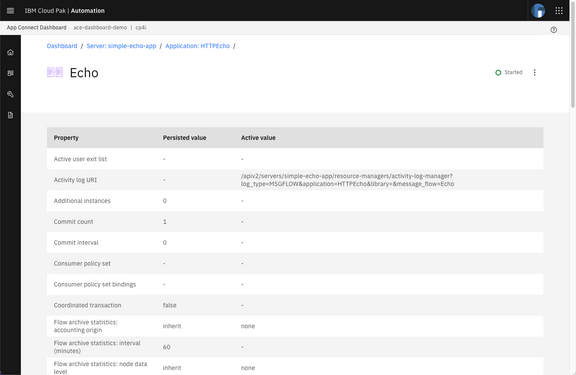 IBM Cloud Pak | Automation
App Connect Dashboard ace-dashboard-demo | cp4i
Dashboard / Server: simple-echo-app / Application: HTTPEcho /
Echo
Started
Property Persisted value Active value
Active user exit list - -
Activity log URI - /apiv2/servers/simple-echo-app/resource-managers/activity-log-manager?
log_type=MSGFLOW&application=HTTPEcho&library=&message_flow=Echo
Additional instances 0 -
Commit count 1 -
Commit interval 0 -
Consumer policy set - -
Consumer policy set bindings - -
Coordinated transaction false -
Flow archive statistics:
accounting origin inherit none
Flow archive statistics: interval
(minutes) 60 -
Flow archive statistics: node data
level inherit none